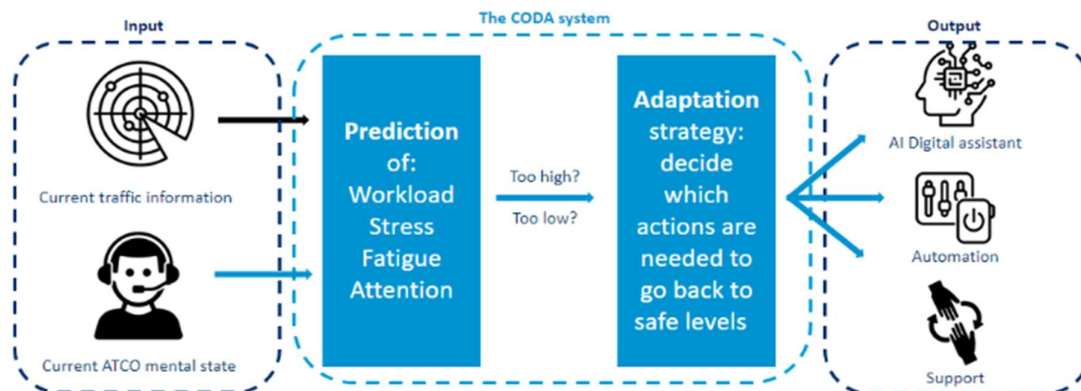 The CODA system
Input
Output
Current traffic information
Current ATCO mental state
Prediction
of:
Workload
Stress
Fatigue
Attention
Too high?
Too low?
Adaptation
strategy:
decide
which
actions are
needed to
go back to
safe levels
AI Digital assistant
Automation
Support